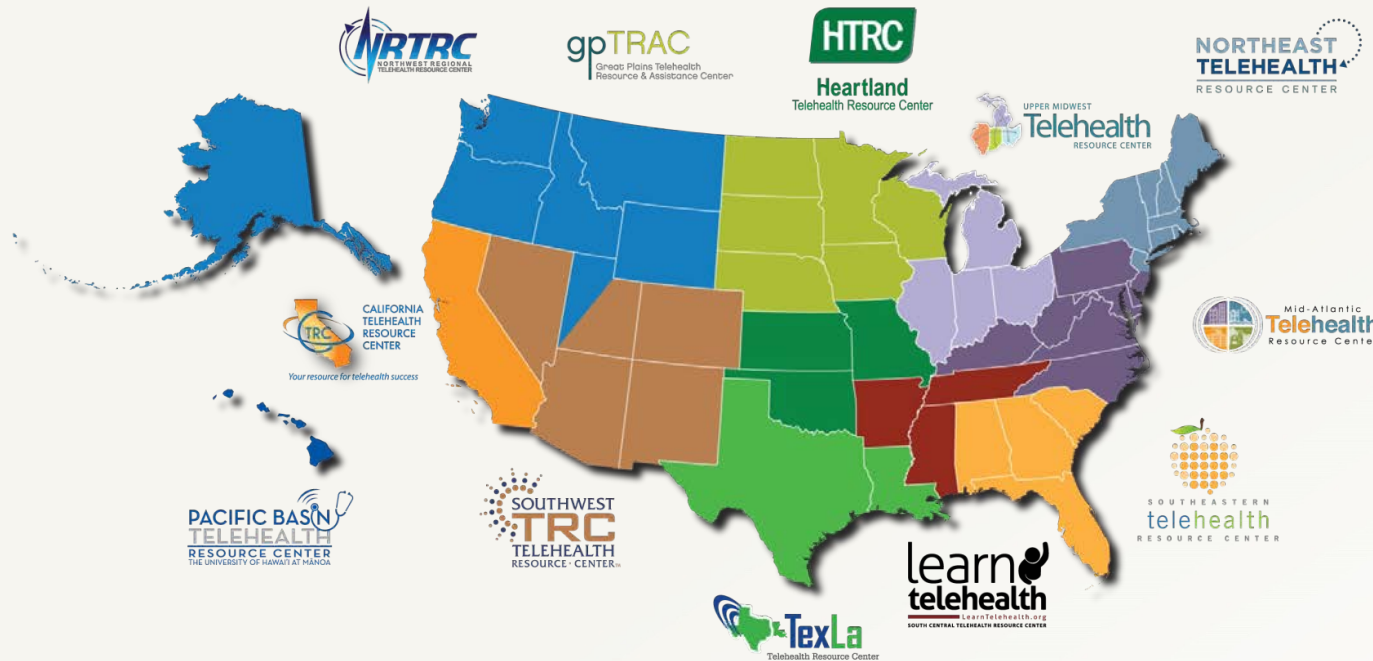 NRTRC
NORTHWEST REGIONAL
TELEHEALTH RESOURCE CENTER
gpTRAC
Great Plains Telehealth
Resource & Assistance Center
HTRC
Heartland
Telehealth Resource Center
NORTHEAST
TELEHEALTH
RESOURCE CENTER
UPPER MIDWEST
Telehealth
RESOURCE CENTER
TRC
CALIFORNIA
TELEHEALTH
RESOURCE
CENTER
Your resource for telehealth success
Mid-Atlantic
Telehealth
Resource Cente
PACIFIC BASIN
TELEHEALTH
RESOURCE CENTER
THE UNIVERSITY OF HAWAI'I AT MĀNOA
SOUTHWEST
TRC
TELEHEALTH
RESOURCE · CENTER
SOUTHEASTERN
telehealth
RESOURCE CENTER
learn
telehealth
LearnTelehealth.org
SOUTH CENTRAL TELEHEALTH RESOURCE CENTER
TexLa
Telehealth Resource Center